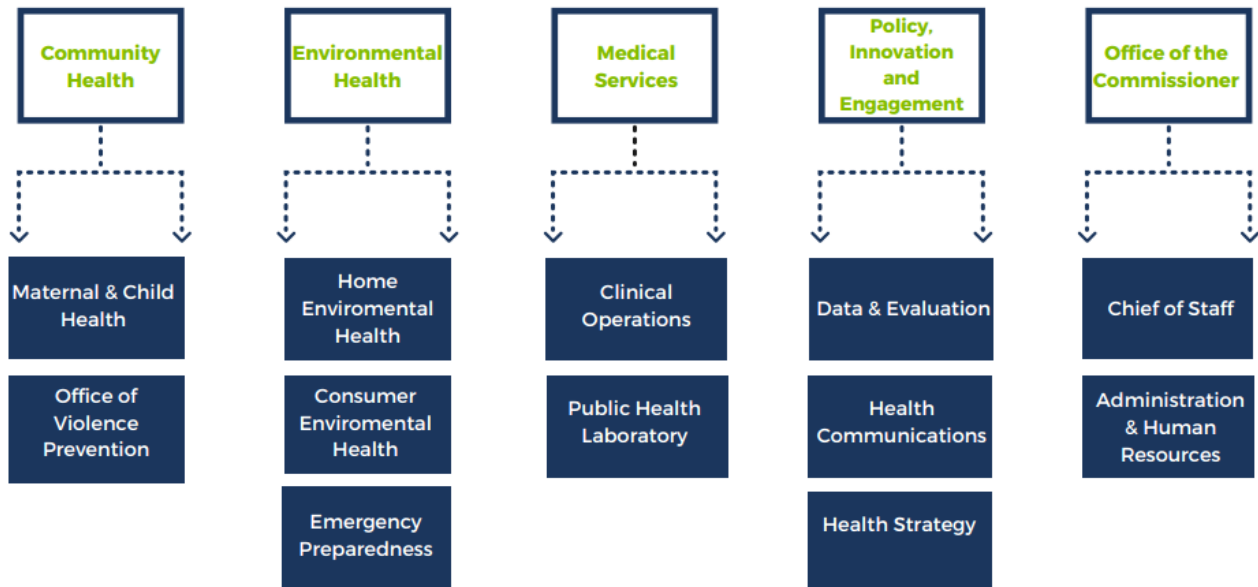 Community
Health
Environmental
Health
Medical
Services
Policy,
Innovation
and
Engagement
Office of the
Commissioner
Maternal & Child
Health
Office of
Violence
Prevention
Home
Enviromental
Health
Consumer
Enviromental
Health
Emergency
Preparedness
Clinical
Operations
Public Health
Laboratory
Data & Evaluation
Health
Communications
Health Strategy
Chief of Staff
Administration
& Human
Resources